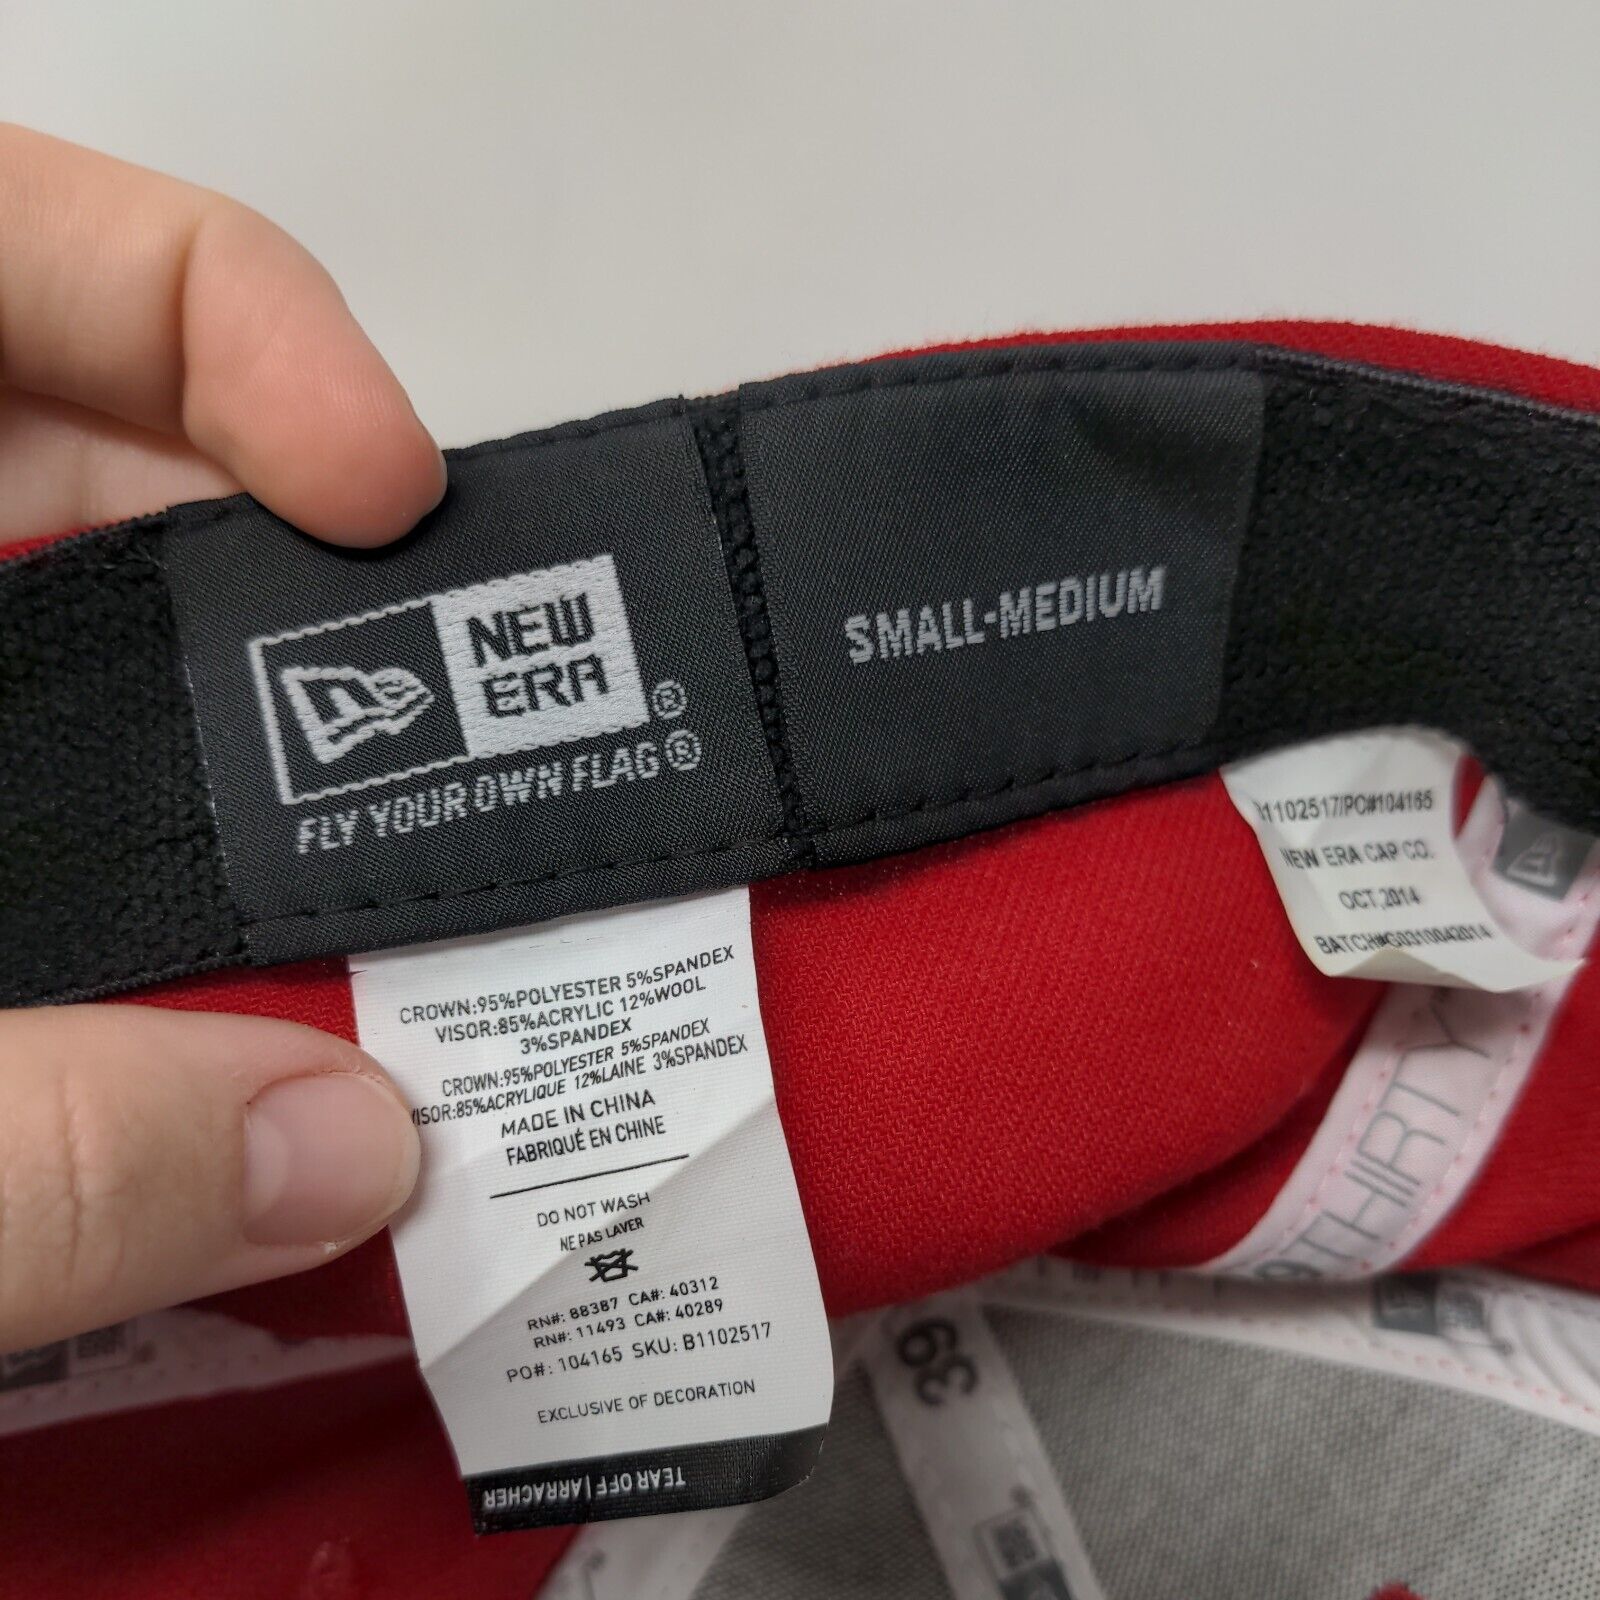 NEW
ERA
®
FLY YOUR OWN FLAG®
SMALL-MEDIUM
1102517/PO#104165
NEW ERA CAP CO.
OCT,2014
BATCH#G0310042014
CROWN:95%POLYESTER 5%SPANDEX
VISOR:85%ACRYLIC 12%WOOL
3%SPANDEX
CROWN:95%POLYESTER 5%SPANDEX
VISOR:85%ACRYLIQUE 12%LAINE 3%SPANDEX
MADE IN CHINA
FABRIQUÉ EN CHINE
DO NOT WASH
NE PAS LAVER
RN#: 88387 CA#: 40312
RN#: 11493 CA#: 40289
PO#: 104165 SKU: B1102517
EXCLUSIVE OF DECORATION
TEAR OFF | ARRACHER
9THIRTY
39
ERA